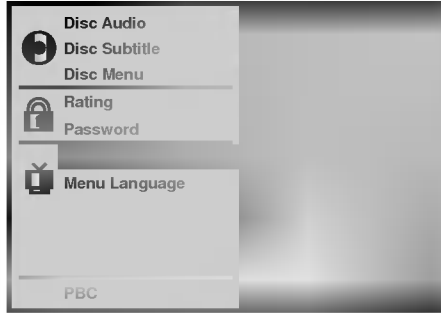 Disc Audio
Disc Subtitle
Disc Menu
Rating
Password
Menu Language
PBC